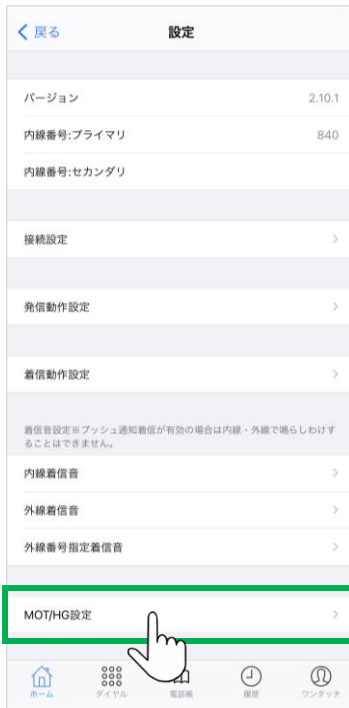 戻る 設定
バージョン 2.10.1
内線番号:プライマリ 840
内線番号:セカンダリ
接続設定
発信動作設定
着信動作設定
着信音設定※プッシュ通知着信が有効の場合は内線・外線で鳴らしわけす
ることはできません。
内線着信音
外線着信音
外線番号指定着信音
MOT/HG設定
ホーム ダイヤル 電話帳 履歴 ワンタッチ